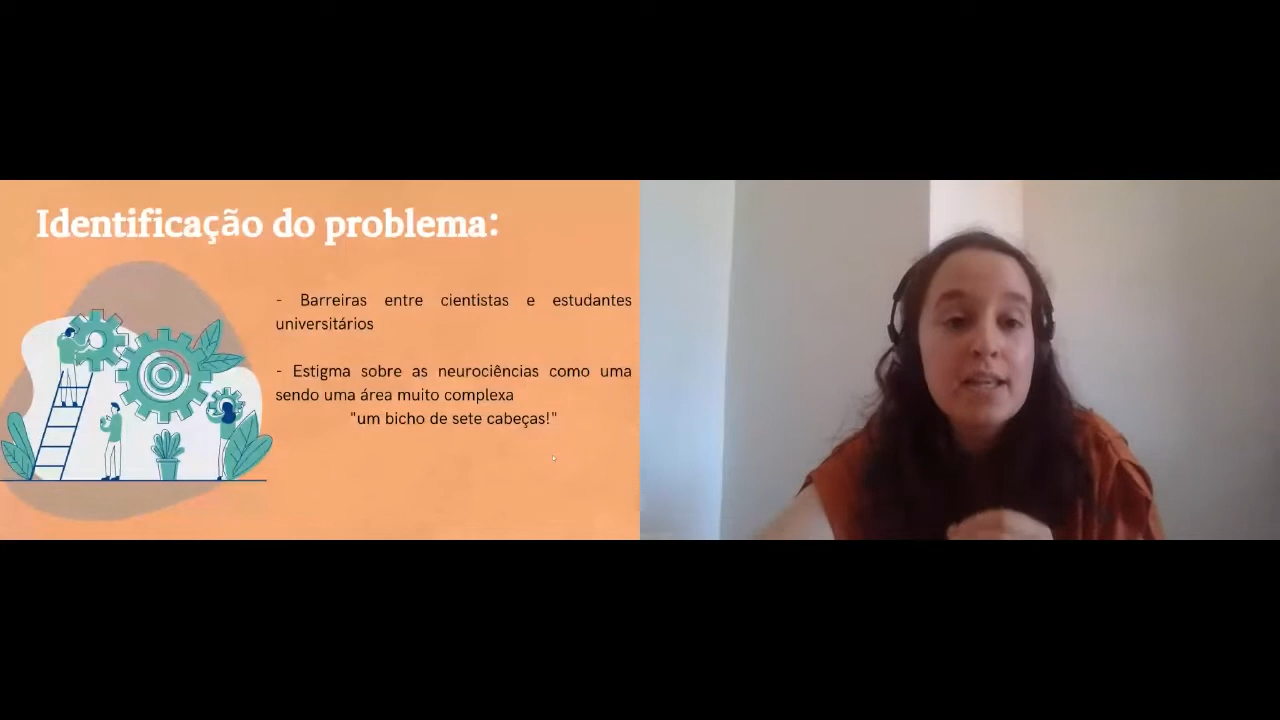 Identificação do problema:
- Barreiras entre cientistas e estudantes
universitários
- Estigma sobre as neurociências como uma
sendo uma área muito complexa
"um bicho de sete cabeças!"